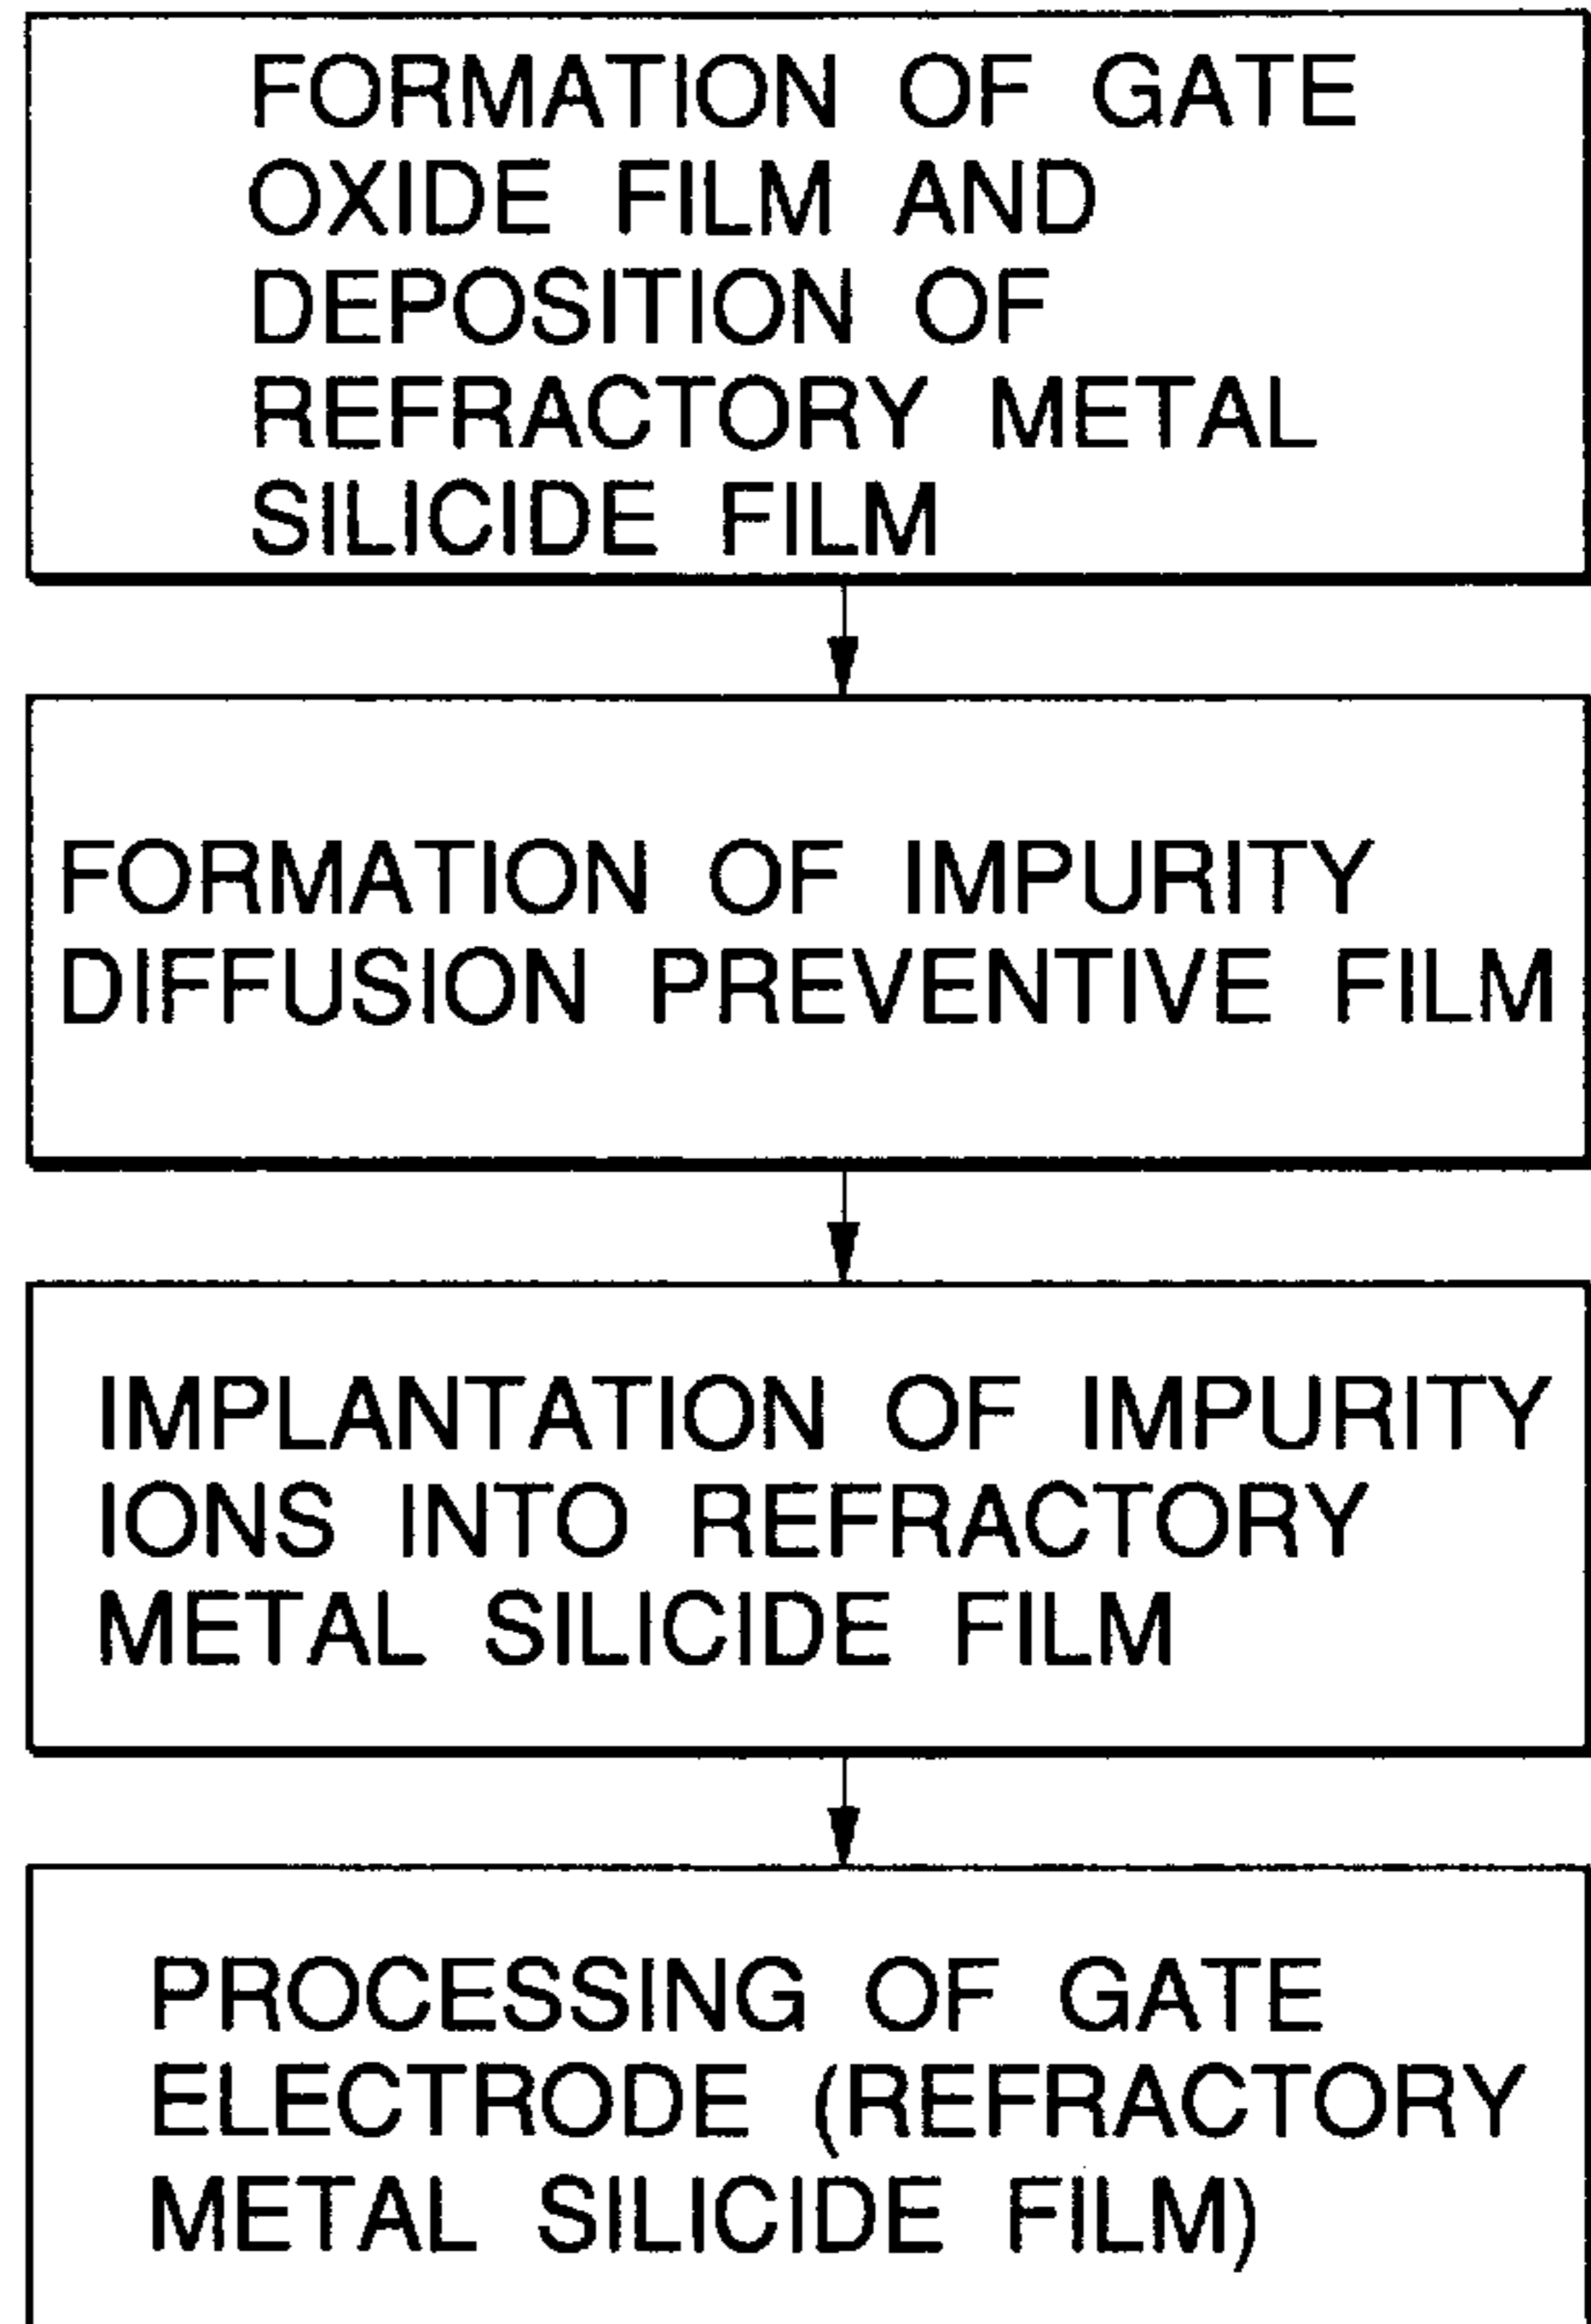 FORMATION OF GATE
OXIDE FILM AND
DEPOSITION OF
REFRACTORY METAL
SILICIDE FILM
FORMATION OF IMPURITY
DIFFUSION PREVENTIVE FILM
IMPLANTATION OF IMPURITY
IONS INTO REFRACTORY
METAL SILICIDE FILM
PROCESSING OF GATE
ELECTRODE (REFRACTORY
METAL SILICIDE FILM)